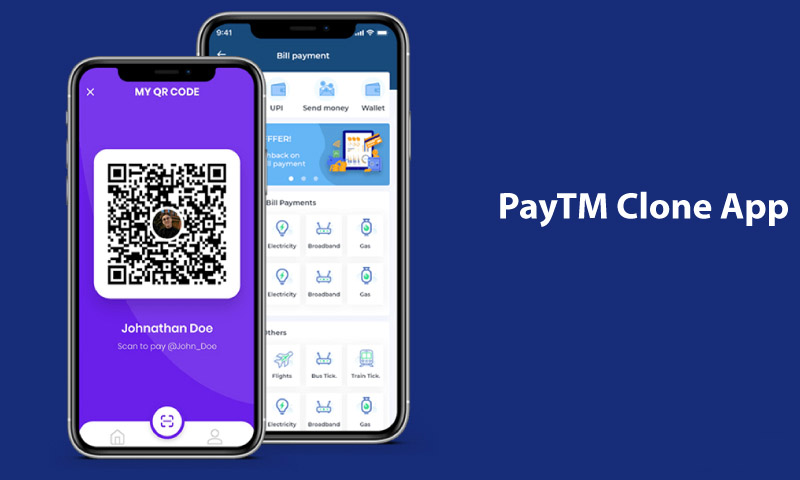 MY QR CODE
Johnathan Doe
Scan to pay @John_Doe
9:41
Bill payment
UPI
Send money
Wallet
FFER!
hback on
ll payment
Bill Payments
Electricity
Broadband
Gas
Electricity
Broadband
Gas
thers
Flights
Bus Tick.
Train Tick.
Electricity
Broadband
Gas
PayTM Clone App